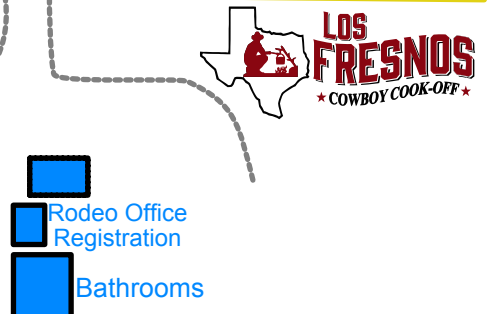 LOS
FRESNOS
★ COWBOY COOK-OFF ★
Rodeo Office
Registration
Bathrooms